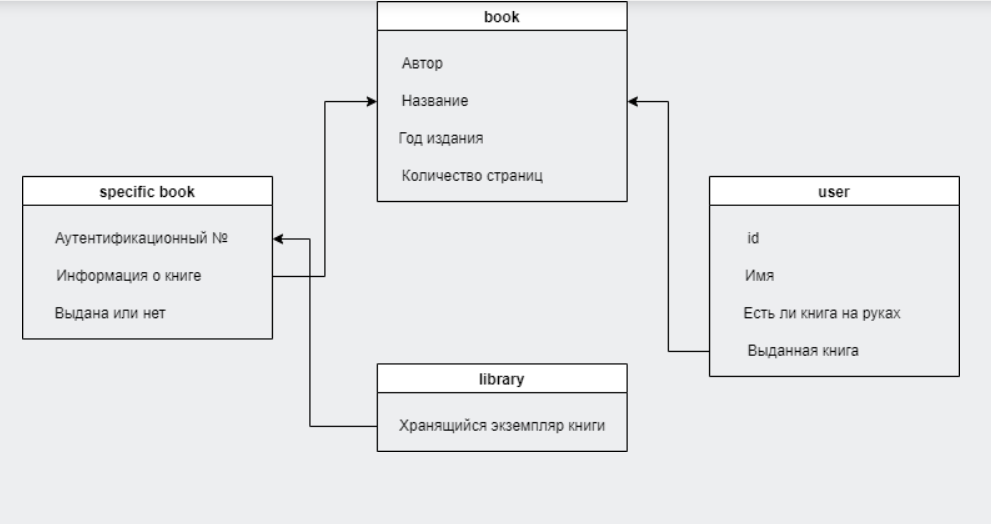 book
Автор
Название
Год издания
Количество страниц
specific book
Аутентификационный №
Информация о книге
Выдана или нет
user
id
Имя
Есть ли книга на руках
Выданная книга
library
Хранящийся экземпляр книги